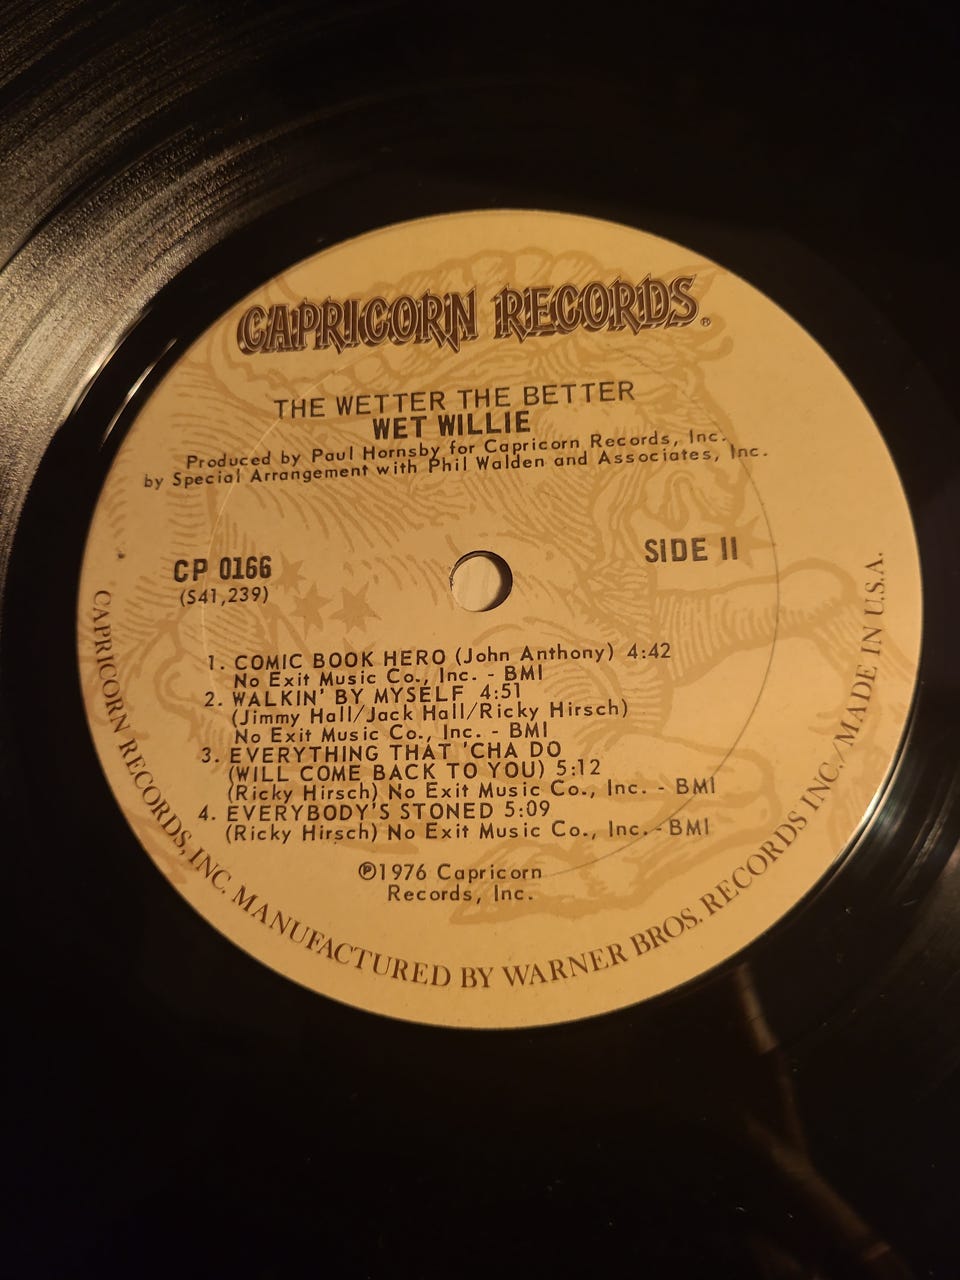 CAPRICORN RECORDS®
THE WETTER THE BETTER
WET WILLIE
Produced by Paul Hornsby for Capricorn Records, Inc.
by Special Arrangement with Phil Walden and Associates, Inc.
CP 0166
SIDE II
(S41,239)
1. COMIC BOOK HERO (John Anthony) 4:42
No Exit Music Co., Inc. - BMI
2. WALKIN' BY MYSELF 4:51
(Jimmy Hall/Jack Hall/Ricky Hirsch)
No Exit Music Co., Inc. - BMI
3. EVERYTHING THAT 'CHA DO
(WILL COME BACK TO YOU) 5:12
(Ricky Hirsch) No Exit Music Co., Inc. - BMI
4. EVERYBODY'S STONED 5:09
(Ricky Hirsch) No Exit Music Co., Inc. - BMI
℗1976 Capricorn
Records, Inc.
CAPRICORN RECORDS, INC. MANUFACTURED BY WARNER BROS. RECORDS INC./MADE IN U.S.A.